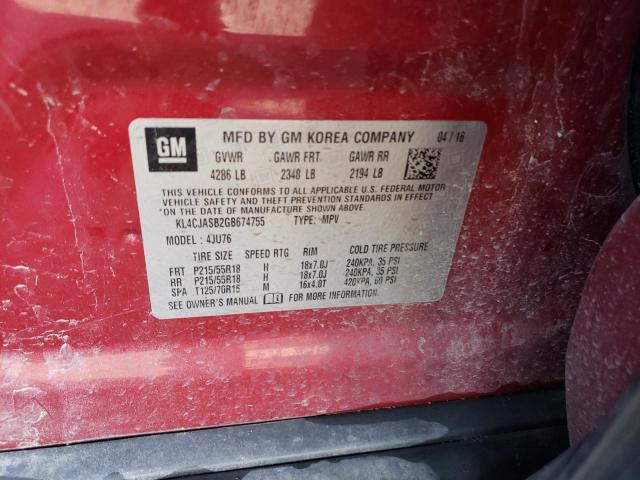 GM
MFD BY GM KOREA COMPANY 04/16
GVWR GAWR FRT GAWR RR
4286 LB 2348 LB 2194 LB
THIS VEHICLE CONFORMS TO ALL APPLICABLE U.S. FEDERAL MOTOR
VEHICLE SAFETY AND THEFT PREVENTION STANDARDS IN EFFECT
ON THE DATE OF MANUFACTURE SHOWN ABOVE.
KL4CJASB2GB674755 TYPE: MPV
MODEL : 4JU76
TIRE SIZE SPEED RTG RIM COLD TIRE PRESSURE
FRT P215/55R18 H 18x7.0J 240KPA, 35 PSI
RR P215/55R18 H 18x7.0J 240KPA, 35 PSI
SPA T125/70R16 M 16x4.0T 420KPA, 60 PSI
SEE OWNER'S MANUAL FOR MORE INFORMATION.